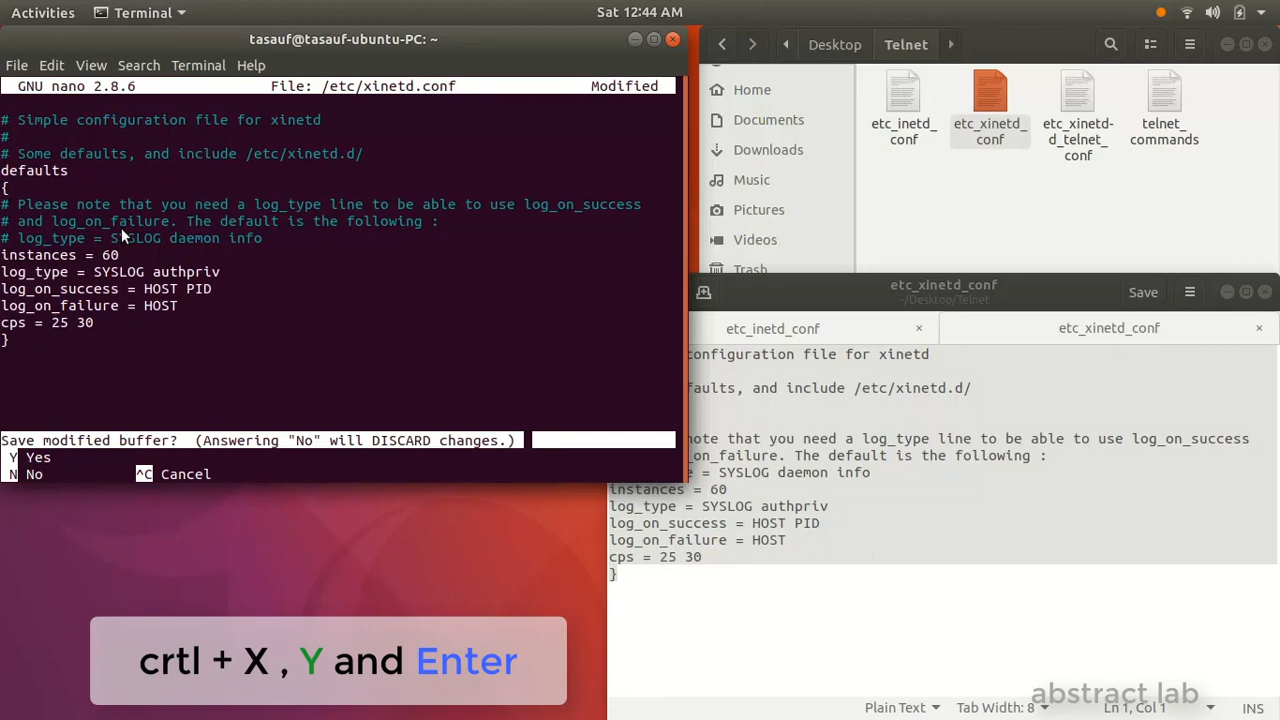 Activities
Terminal
Sat 12:44 AM
tasauf@tasauf-ubuntu-PC: ~
File Edit View Search Terminal Help
GNU nano 2.8.6 File: /etc/xinetd.conf Modified
# Simple configuration file for xinetd
#
# Some defaults, and include /etc/xinetd.d/
defaults
{
# Please note that you need a log_type line to be able to use log_on_success
# and log_on_failure. The default is the following :
# log_type = SYSLOG daemon info
instances = 60
log_type = SYSLOG authpriv
log_on_success = HOST PID
log_on_failure = HOST
cps = 25 30
}
Save modified buffer? (Answering "No" will DISCARD changes.)
Y Yes
N No ^C Cancel
Desktop Telnet
Home
Documents
Downloads
Music
Pictures
Videos
Trash
etc_inetd_
conf
etc_xinetd_
conf
etc_xinetd-
d_telnet_
conf
telnet_
commands
etc_xinetd_conf
~/Desktop/Telnet
Save
etc_inetd_conf ×
etc_xinetd_conf ×
configuration file for xinetd
faults, and include /etc/xinetd.d/
note that you need a log_type line to be able to use log_on_success
_on_failure. The default is the following :
= SYSLOG daemon info
instances = 60
log_type = SYSLOG authpriv
log_on_success = HOST PID
log_on_failure = HOST
cps = 25 30
}
crtl + X , Y and Enter
abstract lab
Plain Text Tab Width: 8 Ln 1, Col 1 INS